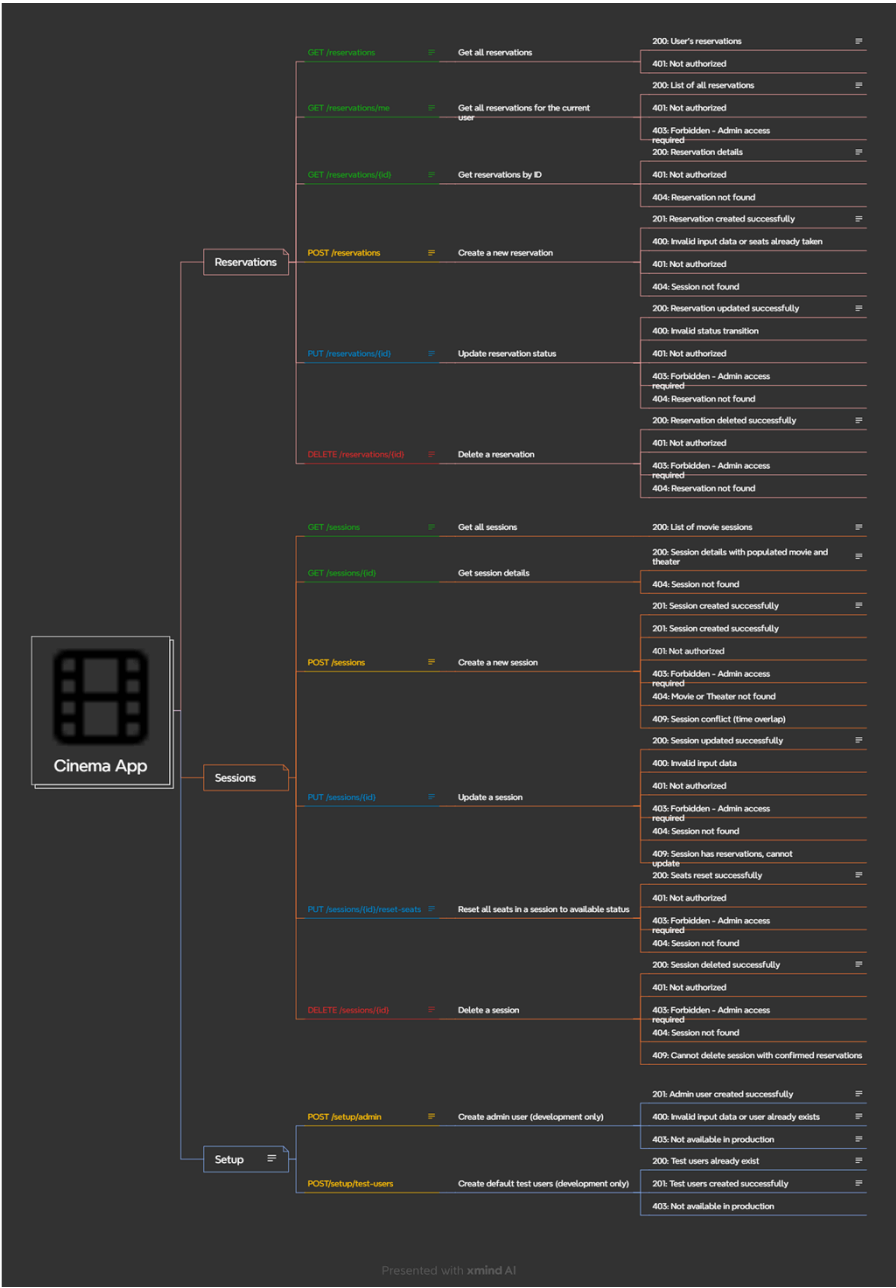 Cinema App
Reservations
GET /reservations
Get all reservations
200: User's reservations
401: Not authorized
GET /reservations/me
Get all reservations for the current
user
200: List of all reservations
401: Not authorized
403: Forbidden - Admin access
required
GET /reservations/{id}
Get reservations by ID
200: Reservation details
401: Not authorized
404: Reservation not found
POST /reservations
Create a new reservation
201: Reservation created successfully
400: Invalid input data or seats already taken
401: Not authorized
404: Session not found
PUT /reservations/{id}
Update reservation status
200: Reservation updated successfully
400: Invalid status transition
401: Not authorized
403: Forbidden - Admin access
required
404: Reservation not found
DELETE /reservations/{id}
Delete a reservation
200: Reservation deleted successfully
401: Not authorized
403: Forbidden - Admin access
required
404: Reservation not found
Sessions
GET /sessions
Get all sessions
200: List of movie sessions
GET /sessions/{id}
Get session details
200: Session details with populated movie and
theater
404: Session not found
POST /sessions
Create a new session
201: Session created successfully
201: Session created successfully
401: Not authorized
403: Forbidden - Admin access
required
404: Movie or Theater not found
409: Session conflict (time overlap)
PUT /sessions/{id}
Update a session
200: Session updated successfully
400: Invalid input data
401: Not authorized
403: Forbidden - Admin access
required
404: Session not found
409: Session has reservations, cannot
update
PUT /sessions/{id}/reset-seats
Reset all seats in a session to available status
200: Seats reset successfully
401: Not authorized
403: Forbidden - Admin access
required
404: Session not found
DELETE /sessions/{id}
Delete a session
200: Session deleted successfully
401: Not authorized
403: Forbidden - Admin access
required
404: Session not found
409: Cannot delete session with confirmed reservations
Setup
POST /setup/admin
Create admin user (development only)
201: Admin user created successfully
400: Invalid input data or user already exists
403: Not available in production
POST/setup/test-users
Create default test users (development only)
200: Test users already exist
201: Test users created successfully
403: Not available in production
Presented with xmind AI